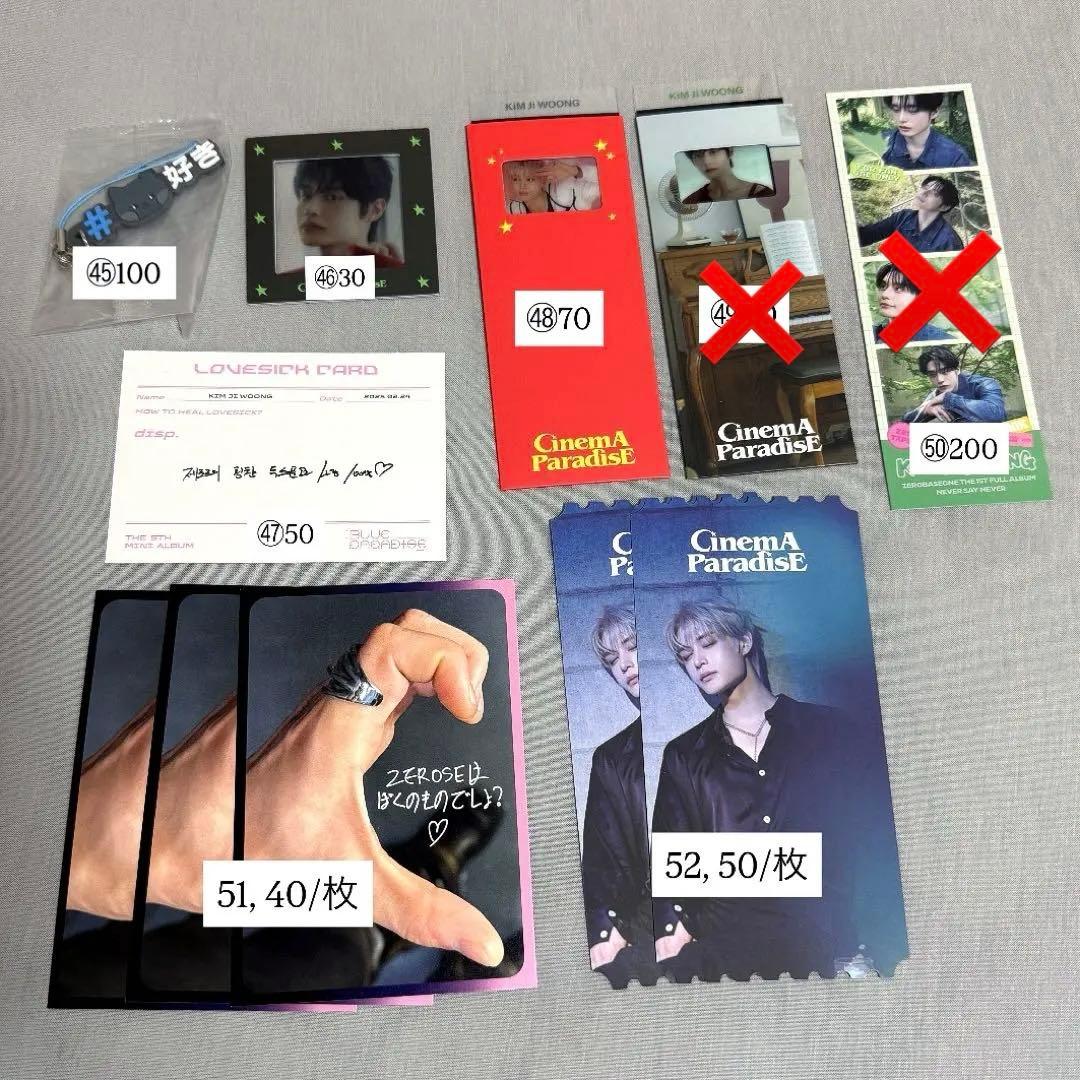 好吉
#
㊺100
㊻30
KIM JI WOONG
㊽70
CinemA
ParadisE
KIM JI WOONG
CinemA
ParadisE
㊿200
ZEROBASEONE THE 1ST FULL ALBUM
NEVER SAY NEVER
LOVESICK CARD
Name KIM JI WOONG Date
HOW TO HEAL LOVESICK?
disp.
THE 5TH
MINI ALBUM
㊼50
BLUE
PARADISE
CinemA
ParadisE
ZEROSEは
ぼくのものでしょ?
♡
51, 40/枚
52, 50/枚